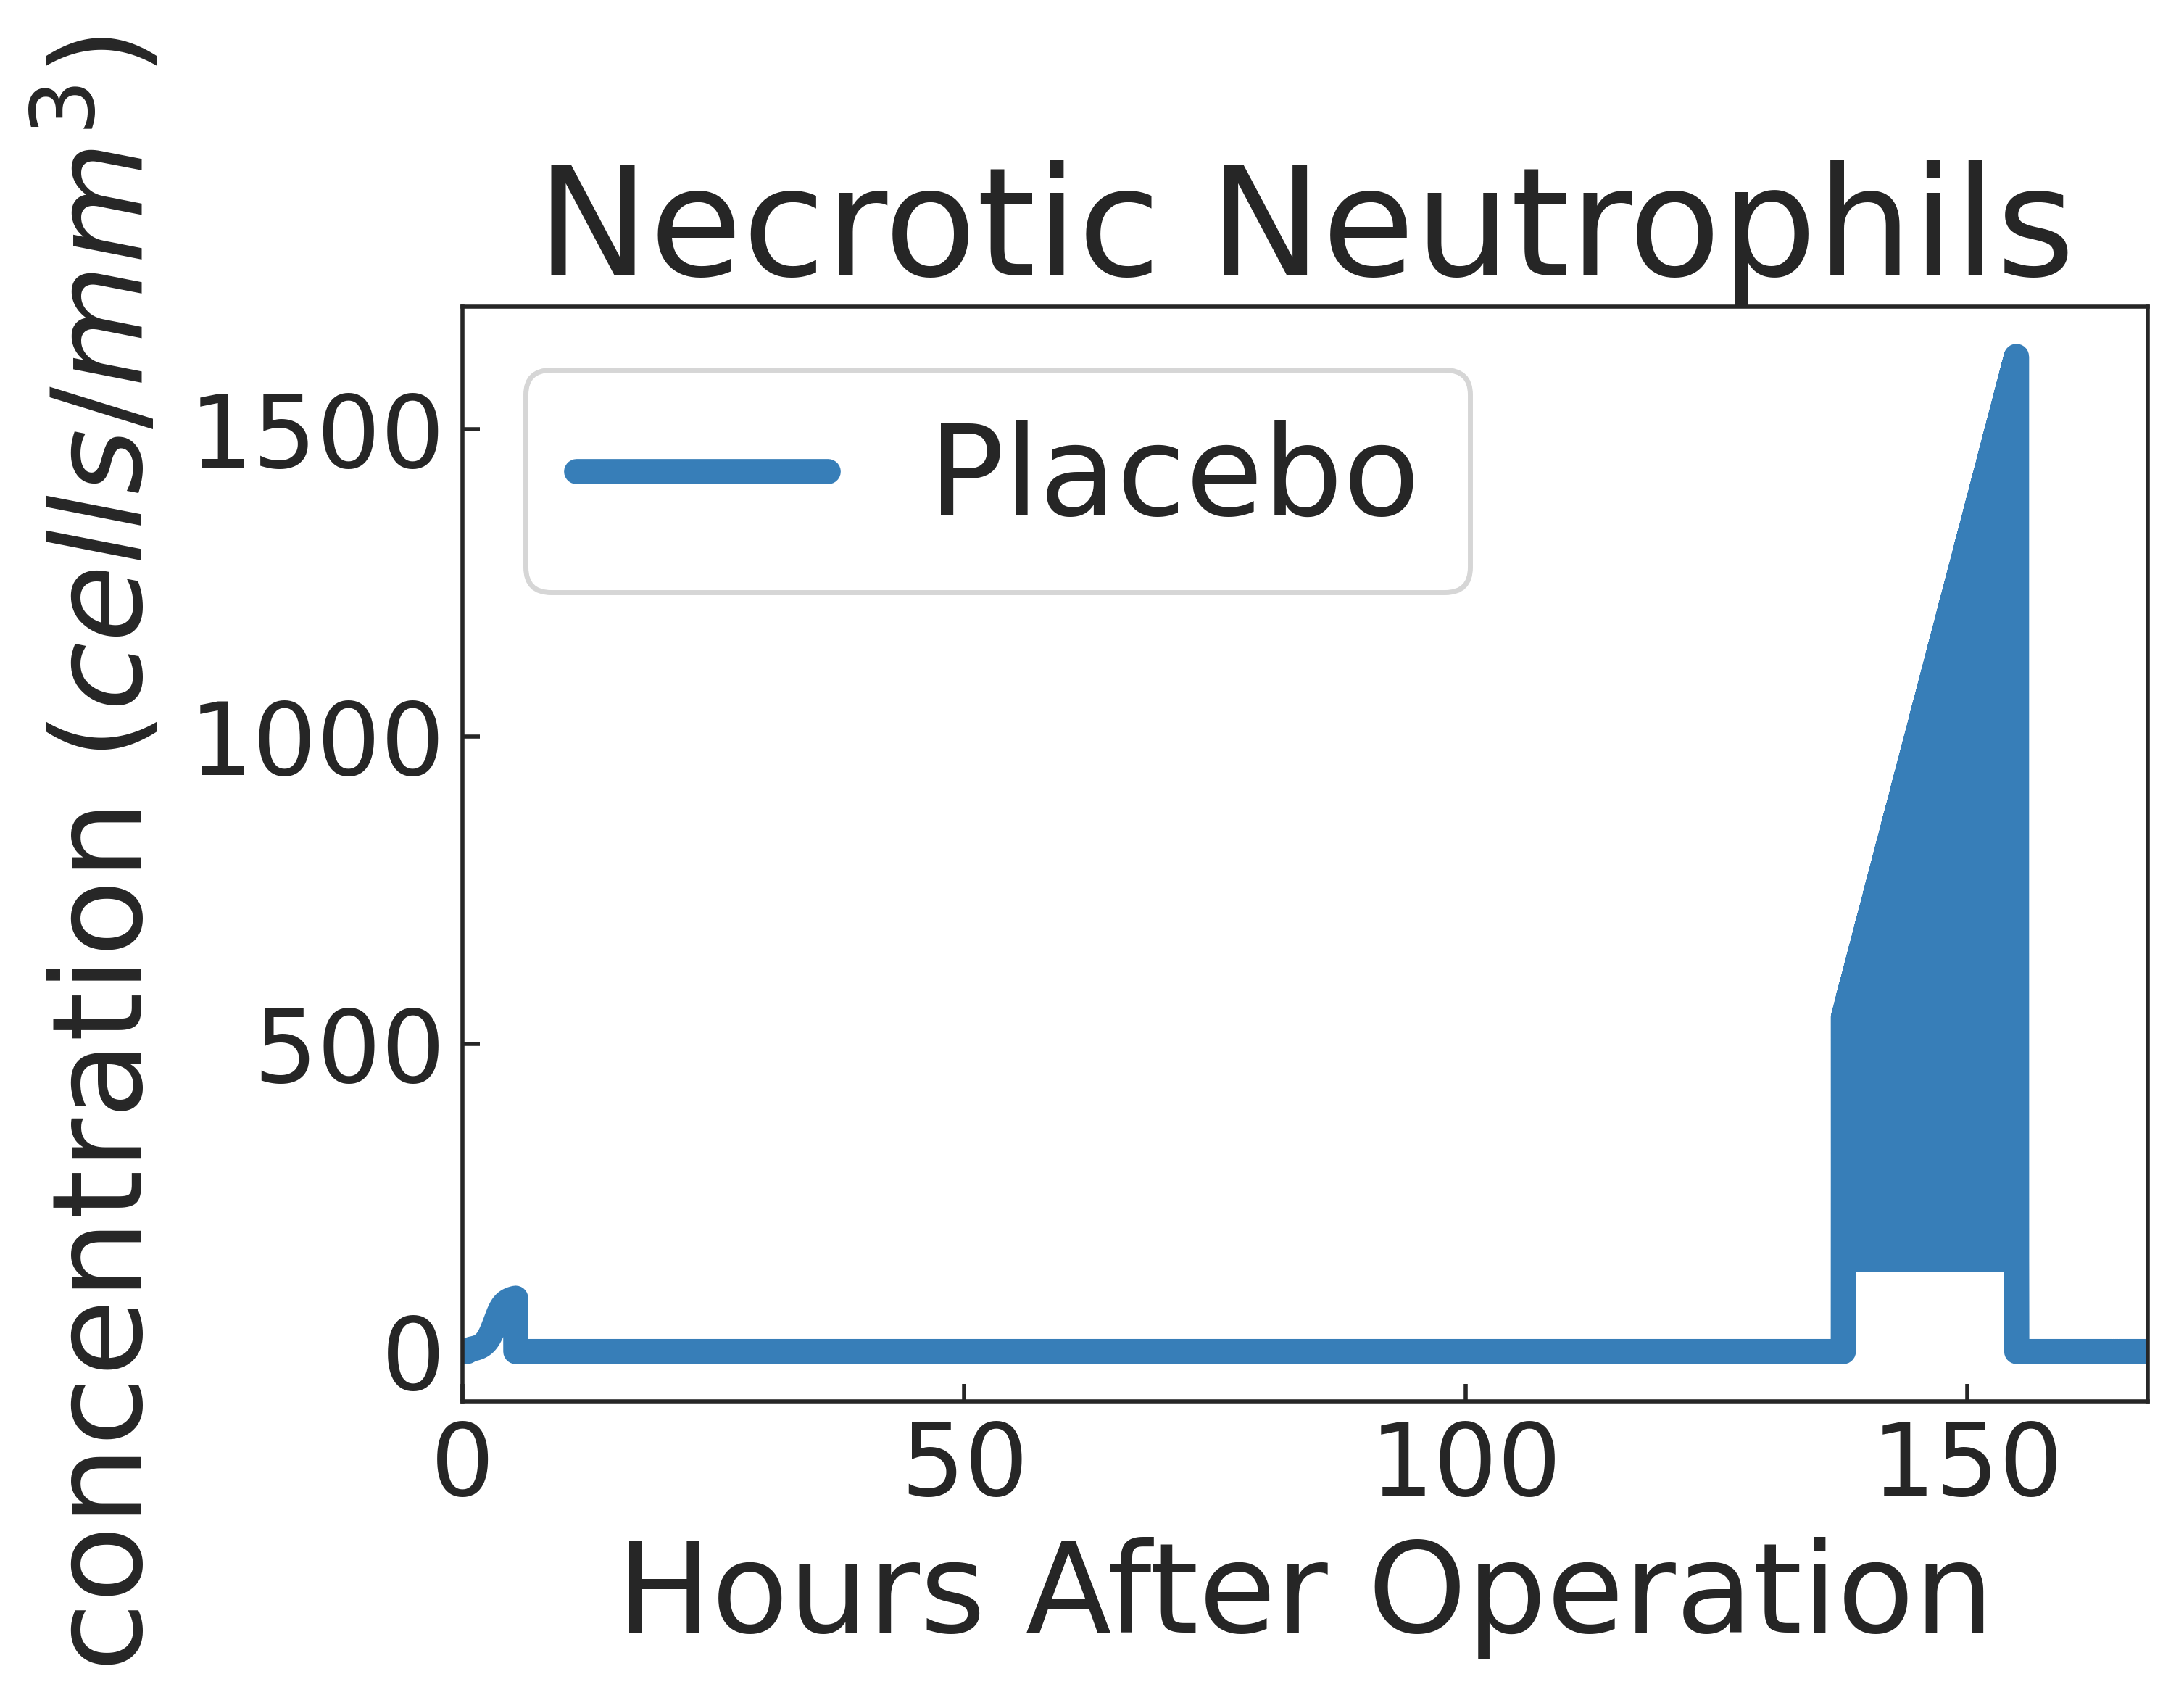 Necrotic Neutrophils
concentration (cells/mm³)
1500
1000
500
0
Placebo
0 50 100 150
Hours After Operation